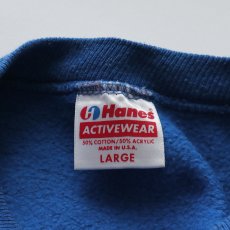 Hanes
ACTIVEWEAR
50% COTTON/50% ACRYLIC
MADE IN U.S.A.
LARGE